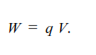 W = q V.